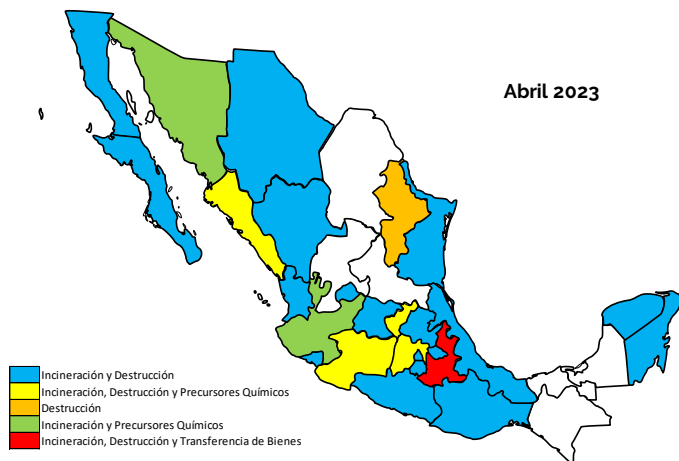 Abril 2023
Incineración y Destrucción
Incineración, Destrucción y Precursores Químicos
Destrucción
Incineración y Precursores Químicos
Incineración, Destrucción y Transferencia de Bienes